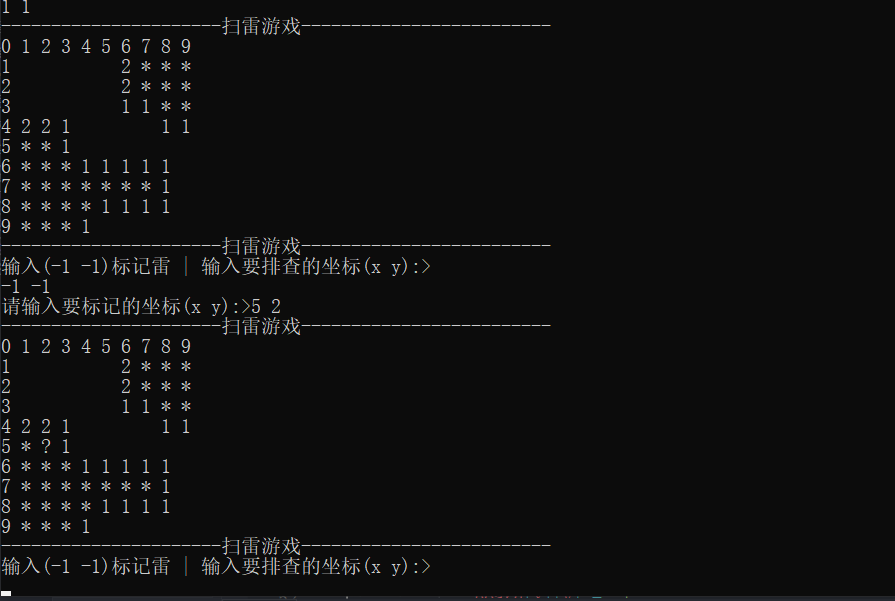 1 1
----------------------扫雷游戏-------------------------
0 1 2 3 4 5 6 7 8 9
1           2 * * *
2           2 * * *
3           1 1 * *
4 2 2 1         1 1
5 * * 1
6 * * * 1 1 1 1 1
7 * * * * * * * 1
8 * * * * 1 1 1 1
9 * * * 1
----------------------扫雷游戏-------------------------
输入(-1 -1)标记雷 | 输入要排查的坐标(x y):>
-1 -1
请输入要标记的坐标(x y):>5 2
----------------------扫雷游戏-------------------------
0 1 2 3 4 5 6 7 8 9
1           2 * * *
2           2 * * *
3           1 1 * *
4 2 2 1         1 1
5 * ? 1
6 * * * 1 1 1 1 1
7 * * * * * * * 1
8 * * * * 1 1 1 1
9 * * * 1
----------------------扫雷游戏-------------------------
输入(-1 -1)标记雷 | 输入要排查的坐标(x y):>